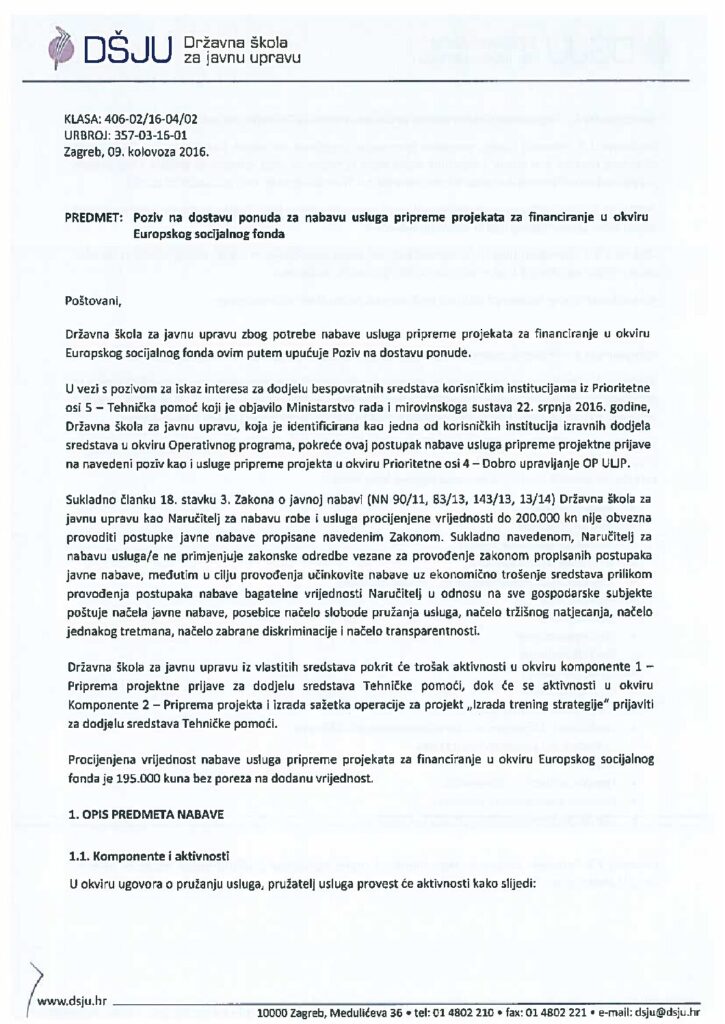 DŠJU Državna škola
za javnu upravu
KLASA: 406-02/16-04/02
URBROJ: 357-03-16-01
Zagreb, 09. kolovoza 2016.
PREDMET: Poziv na dostavu ponuda za nabavu usluga pripreme projekata za financiranje u okviru
Europskog socijalnog fonda
Poštovani,
Državna škola za javnu upravu zbog potrebe nabave usluga pripreme projekata za financiranje u okviru
Europskog socijalnog fonda ovim putem upućuje Poziv na dostavu ponude.
U vezi s pozivom za iskaz interesa za dodjelu bespovratnih sredstava korisničkim institucijama iz Prioritetne
osi 5 – Tehnička pomoć koji je objavilo Ministarstvo rada i mirovinskoga sustava 22. srpnja 2016. godine,
Državna škola za javnu upravu, koja je identificirana kao jedna od korisničkih institucija izravnih dodjela
sredstava u okviru Operativnog programa, pokreće ovaj postupak nabave usluga pripreme projektne prijave
na navedeni poziv kao i usluge pripreme projekta u okviru Prioritetne osi 4 – Dobro upravljanje OP ULJP.
Sukladno članku 18. stavku 3. Zakona o javnoj nabavi (NN 90/11, 83/13, 143/13, 13/14) Državna škola za
javnu upravu kao Naručitelj za nabavu robe i usluga procijenjene vrijednosti do 200.000 kn nije obvezna
provoditi postupke javne nabave propisane navedenim Zakonom. Sukladno navedenom, Naručitelj za
nabavu usluga/e ne primjenjuje zakonske odredbe vezane za provođenje zakonom propisanih postupaka
javne nabave, međutim u cilju provođenja učinkovite nabave uz ekonomično trošenje sredstava prilikom
provođenja postupaka nabave bagatelne vrijednosti Naručitelj u odnosu na sve gospodarske subjekte
poštuje načela javne nabave, posebice načelo slobode pružanja usluga, načelo tržišnog natjecanja, načelo
jednakog tretmana, načelo zabrane diskriminacije i načelo transparentnosti.
Državna škola za javnu upravu iz vlastitih sredstava pokrit će trošak aktivnosti u okviru komponente 1 –
Priprema projektne prijave za dodjelu sredstava Tehničke pomoći, dok će se aktivnosti u okviru
Komponente 2 – Priprema projekta i izrada sažetka operacije za projekt „Izrada trening strategije" prijaviti
za dodjelu sredstava Tehničke pomoći.
Procijenjena vrijednost nabave usluga pripreme projekata za financiranje u okviru Europskog socijalnog
fonda je 195.000 kuna bez poreza na dodanu vrijednost.
1. OPIS PREDMETA NABAVE
1.1. Komponente i aktivnosti
U okviru ugovora o pružanju usluga, pružatelj usluga provest će aktivnosti kako slijedi:
www.dsju.hr
10000 Zagreb, Medulićeva 36 • tel: 01 4802 210 • fax: 01 4802 221 • e-mail: dsju@dsju.hr